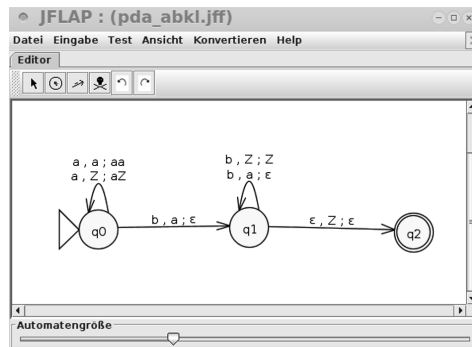 JFLAP : (pda_abkl.jff)
Datei Eingabe Test Ansicht Konvertieren Help
Editor
a , a ; aa
a , Z ; aZ
b , Z ; Z
b , a ; ε
q0
b , a ; ε
q1
ε , Z ; ε
q2
Automatengröße